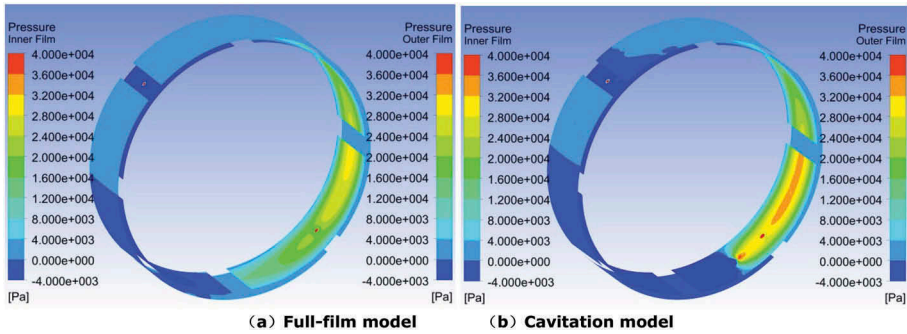 Pressure
Inner Film
4.000e+004
3.600e+004
3.200e+004
2.800e+004
2.400e+004
2.000e+004
1.600e+004
1.200e+004
8.000e+003
4.000e+003
0.000e+000
-4.000e+003
[Pa]
Pressure
Outer Film
4.000e+004
3.600e+004
3.200e+004
2.800e+004
2.400e+004
2.000e+004
1.600e+004
1.200e+004
8.000e+003
4.000e+003
0.000e+000
-4.000e+003
[Pa]
(a) Full-film model
Pressure
Inner Film
4.000e+004
3.600e+004
3.200e+004
2.800e+004
2.400e+004
2.000e+004
1.600e+004
1.200e+004
8.000e+003
4.000e+003
0.000e+000
-4.000e+003
[Pa]
Pressure
Outer Film
4.000e+004
3.600e+004
3.200e+004
2.800e+004
2.400e+004
2.000e+004
1.600e+004
1.200e+004
8.000e+003
4.000e+003
0.000e+000
-4.000e+003
[Pa]
(b) Cavitation model